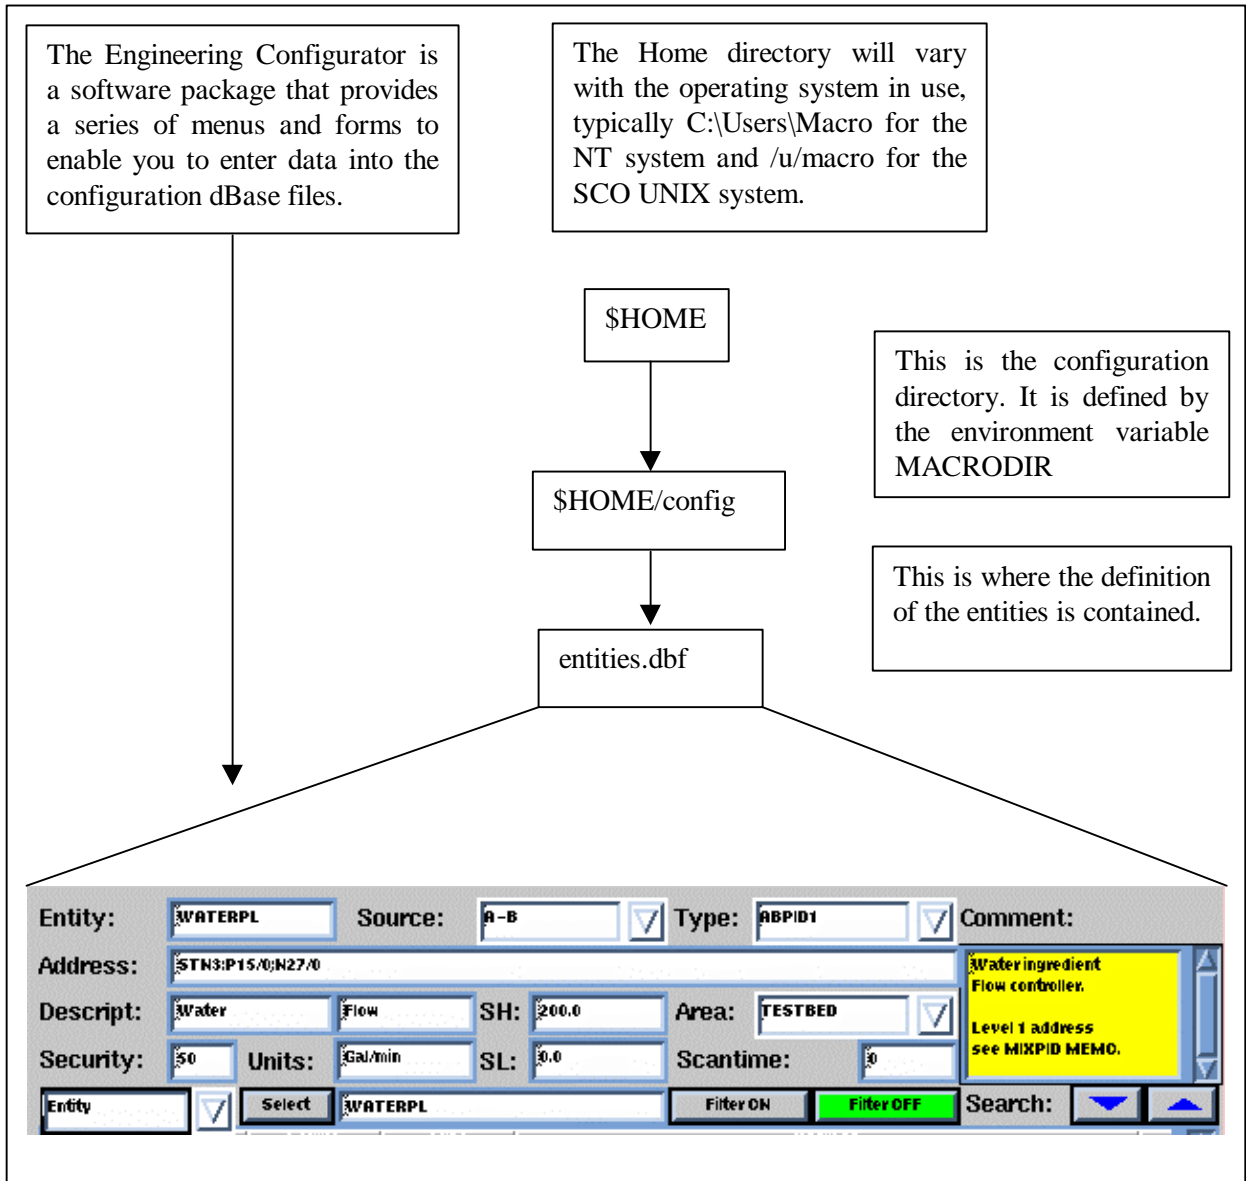 The Engineering Configurator is
a software package that provides
a series of menus and forms to
enable you to enter data into the
configuration dBase files.
The Home directory will vary
with the operating system in use,
typically C:\Users\Macro for the
NT system and /u/macro for the
SCO UNIX system.
$HOME
This is the configuration
directory. It is defined by
the environment variable
MACRODIR
$HOME/config
This is where the definition
of the entities is contained.
entities.dbf
Entity: WATERPL Source: A-B Type: ABPID1 Comment:
Address: STN3:P15/0;N27/0
Water ingredient
Flow controller.
Level 1 address
see MIXPID MEMO.
Descript: Water Flow SH: 200.0 Area: TESTBED
Security: 50 Units: Gal/min SL: 0.0 Scantime: 0
Entity Select WATERPL Filter ON Filter OFF Search: